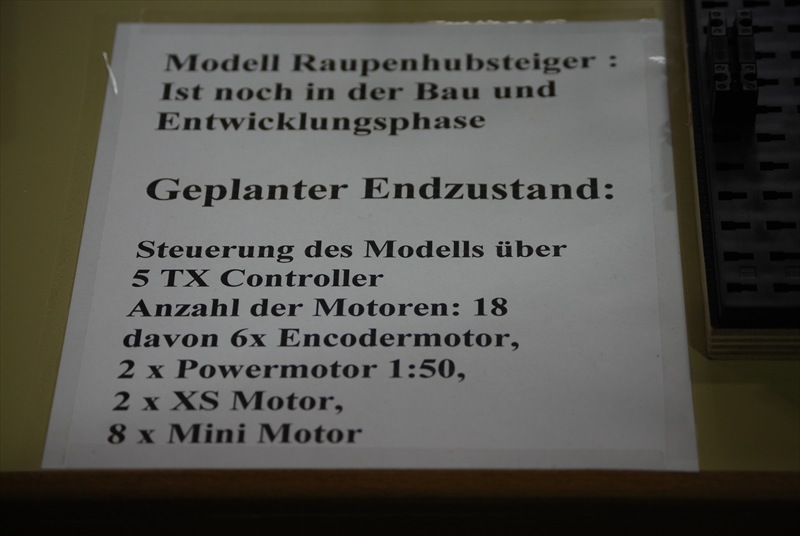 Modell Raupenhubsteiger :
Ist noch in der Bau und
Entwicklungsphase
Geplanter Endzustand:
Steuerung des Modells über
5 TX Controller
Anzahl der Motoren: 18
davon 6x Encodermotor,
2 x Powermotor 1:50,
2 x XS Motor,
8 x Mini Motor